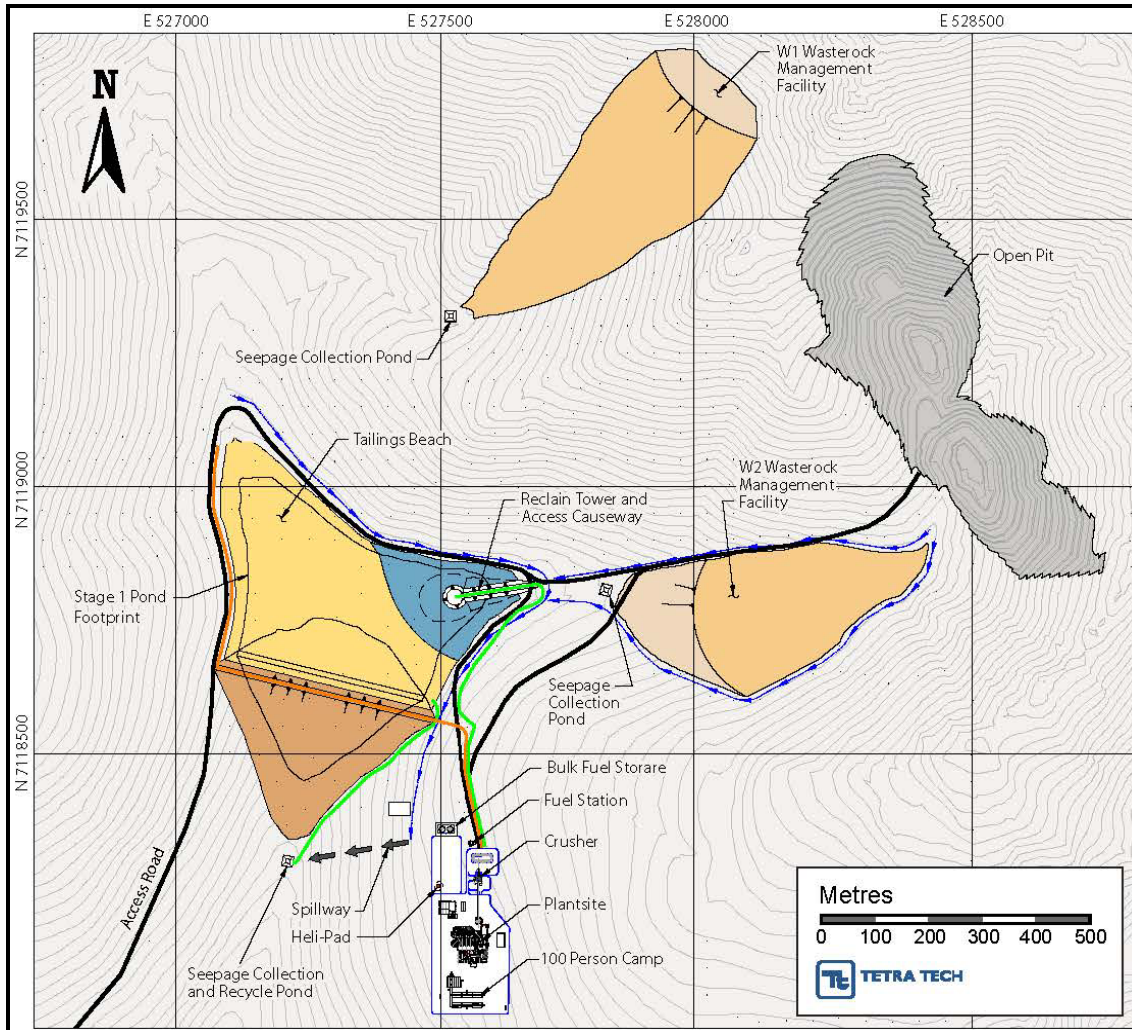 E 527000
E 527500
E 528000
E 528500
W1 Wasterock
Management
Facility
N
N 7119500
Open Pit
Seepage Collection Pond
Tailings Beach
N 7119000
W2 Wasterock
Management
Facility
Reclain Tower and
Access Causeway
Stage 1 Pond
Footprint
Seepage
Collection
Pond
N 7118500
Bulk Fuel Storare
Fuel Station
Crusher
Access Road
Spillway
Heli-Pad
Plantsite
Seepage Collection
and Recycle Pond
100 Person Camp
Metres
0 100 200 300 400 500
Tt TETRA TECH